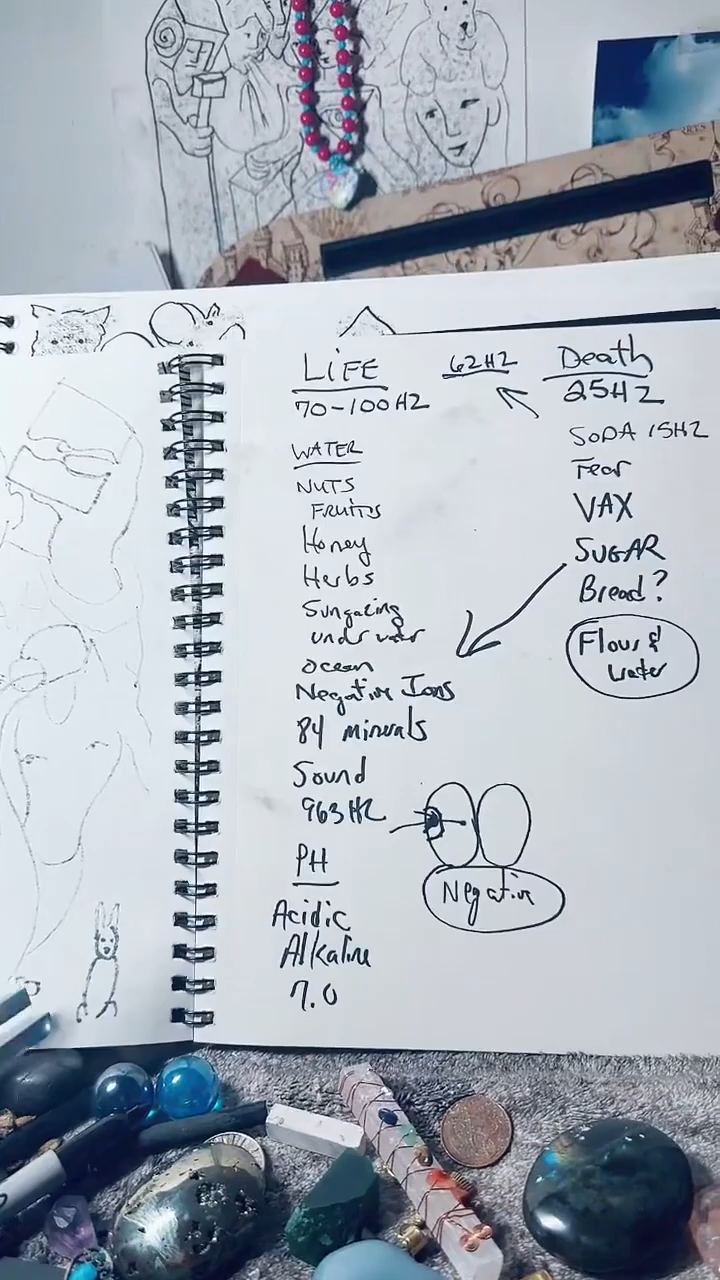 LIFE
70-100HZ
WATER
NUTS
FRUITS
Honey
Herbs
Sungazing
under water
Ocean
Negative Ions
84 minerals
Sound
963HZ
PH
Acidic
Alkaline
7.0
62HZ
Death
25HZ
SODA 15HZ
Fear
VAX
SUGAR
Bread?
Flour &
water
Negative